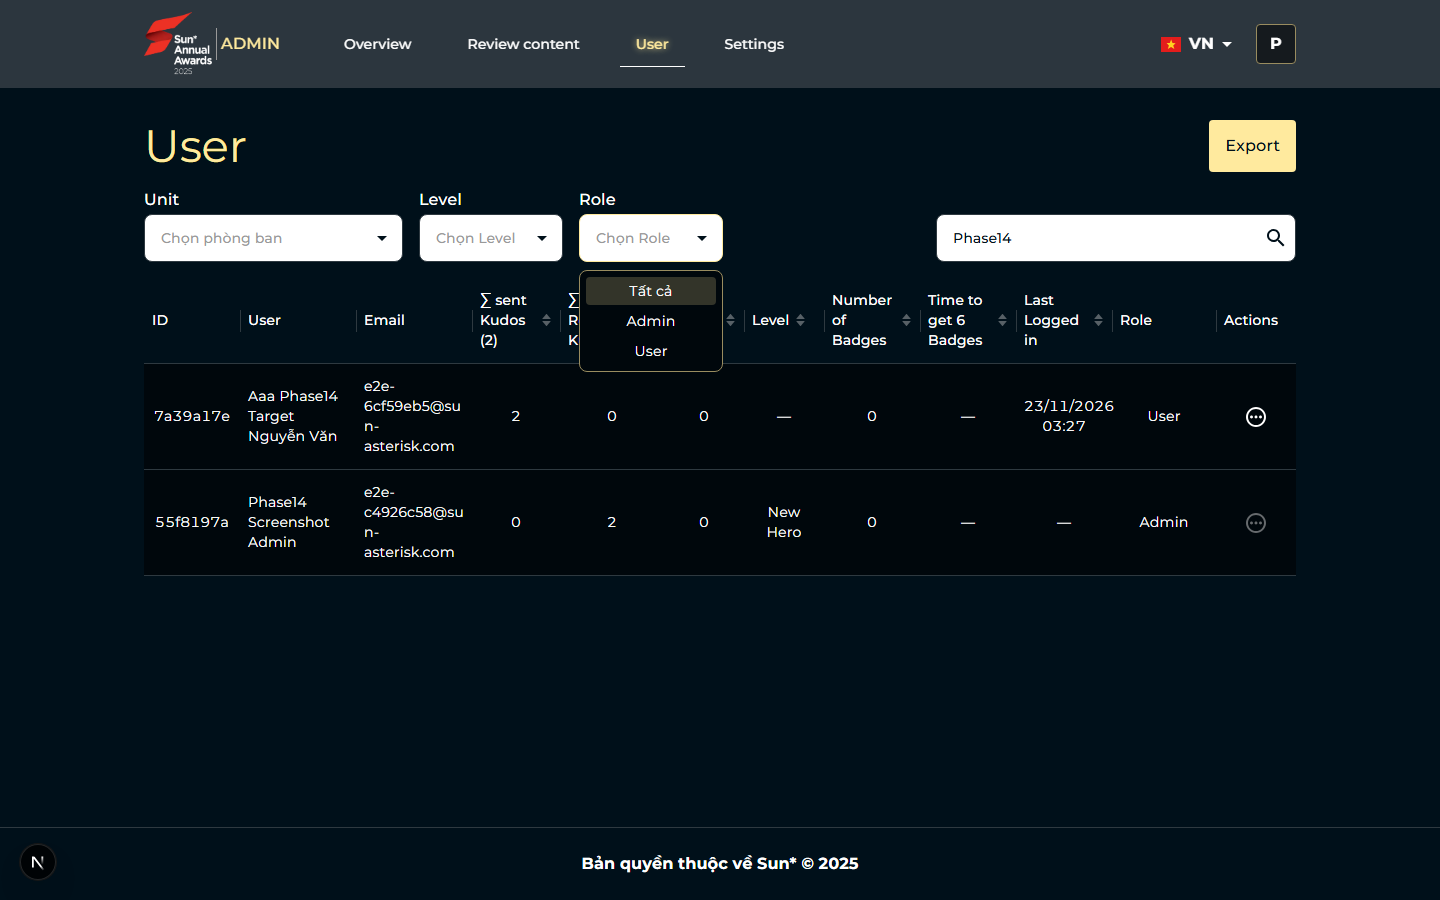 Sun*
Annual
Awards
2025
ADMIN
Overview
Review content
User
Settings
VN
P
User
Export
Unit
Level
Role
Chọn phòng ban
Chọn Level
Chọn Role
Phase14
Tất cả
Admin
User
ID
User
Email
∑ sent
Kudos
(2)
∑
R
K
Level
Number
of
Badges
Time to
get 6
Badges
Last
Logged
in
Role
Actions
7a39a17e
Aaa Phase14
Target
Nguyễn Văn
e2e-
6cf59eb5@su
n-
asterisk.com
2
0
0
—
0
—
23/11/2026
03:27
User
55f8197a
Phase14
Screenshot
Admin
e2e-
c4926c58@su
n-
asterisk.com
0
2
0
New
Hero
0
—
—
Admin
N
Bản quyền thuộc về Sun* © 2025